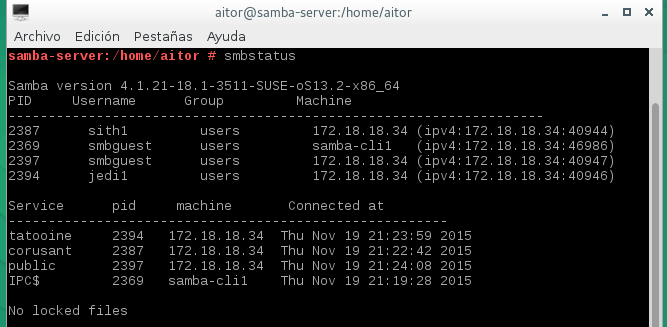 aitor@samba-server:/home/aitor
Archivo Edición Pestañas Ayuda
samba-server:/home/aitor # smbstatus
Samba version 4.1.21-18.1-3511-SUSE-oS13.2-x86_64
PID Username Group Machine
-------------------------------------------------------------------
2387 sith1 users 172.18.18.34 (ipv4:172.18.18.34:40944)
2369 smbguest users samba-cli1 (ipv4:172.18.18.34:46986)
2397 smbguest users 172.18.18.34 (ipv4:172.18.18.34:40947)
2394 jedi1 users 172.18.18.34 (ipv4:172.18.18.34:40946)
Service pid machine Connected at
-------------------------------------------------------
tatooine 2394 172.18.18.34 Thu Nov 19 21:23:59 2015
corusant 2387 172.18.18.34 Thu Nov 19 21:22:42 2015
public 2397 172.18.18.34 Thu Nov 19 21:24:08 2015
IPC$ 2369 samba-cli1 Thu Nov 19 21:19:28 2015
No locked files